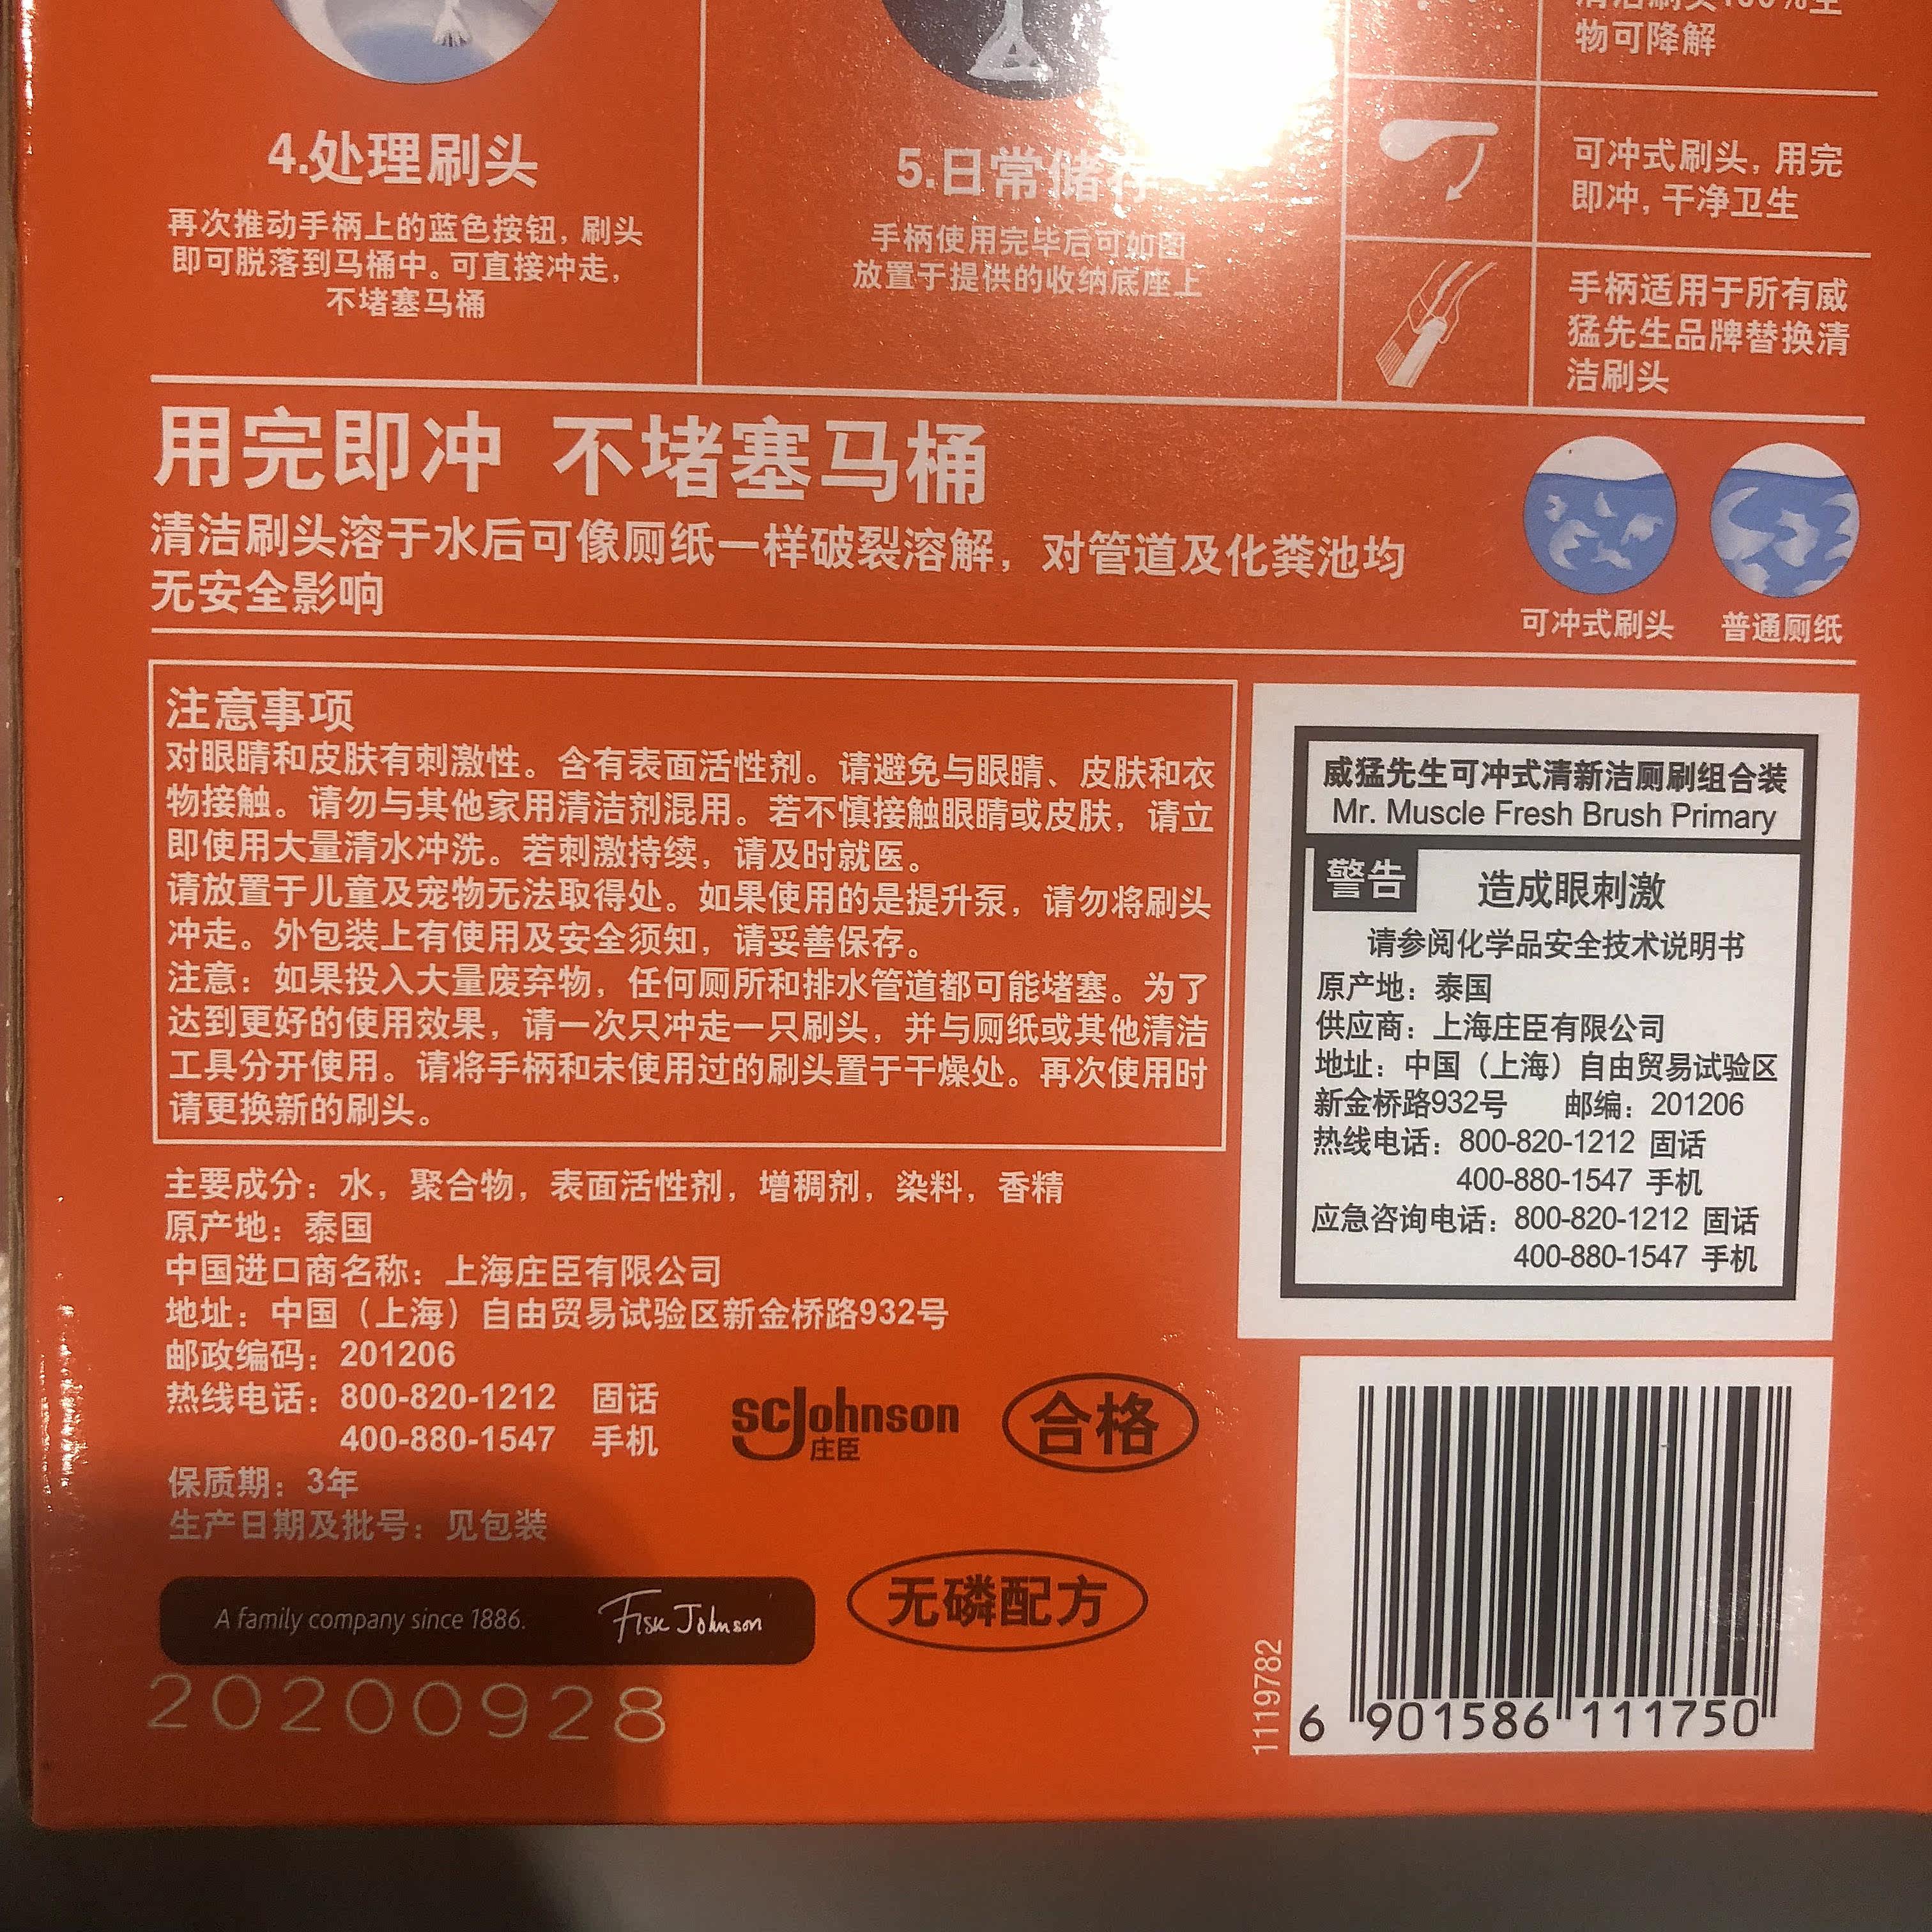 物可降解
4.处理刷头
再次推动手柄上的蓝色按钮, 刷头
即可脱落到马桶中。可直接冲走,
不堵塞马桶
5.日常储存
手柄使用完毕后可如图
放置于提供的收纳底座上
可冲式刷头, 用完
即冲, 干净卫生
手柄适用于所有威
猛先生品牌替换清
洁刷头
用完即冲 不堵塞马桶
清洁刷头溶于水后可像厕纸一样破裂溶解，对管道及化粪池均
无安全影响
可冲式刷头
普通厕纸
注意事项
对眼睛和皮肤有刺激性。含有表面活性剂。请避免与眼睛、皮肤和衣
物接触。请勿与其他家用清洁剂混用。若不慎接触眼睛或皮肤，请立
即使用大量清水冲洗。若刺激持续，请及时就医。
请放置于儿童及宠物无法取得处。如果使用的是提升泵，请勿将刷头
冲走。外包装上有使用及安全须知，请妥善保存。
注意：如果投入大量废弃物，任何厕所和排水管道都可能堵塞。为了
达到更好的使用效果，请一次只冲走一只刷头，并与厕纸或其他清洁
工具分开使用。请将手柄和未使用过的刷头置于干燥处。再次使用时
请更换新的刷头。
主要成分：水，聚合物，表面活性剂，增稠剂，染料，香精
原产地：泰国
中国进口商名称：上海庄臣有限公司
地址：中国（上海）自由贸易试验区新金桥路932号
邮政编码：201206
热线电话：800-820-1212 固话
400-880-1547 手机
保质期：3年
生产日期及批号：见包装
SC Johnson
庄臣
合格
A family company since 1886.
Fisk Johnson
无磷配方
20200928
威猛先生可冲式清新洁厕刷组合装
Mr. Muscle Fresh Brush Primary
警告 造成眼刺激
请参阅化学品安全技术说明书
原产地：泰国
供应商：上海庄臣有限公司
地址：中国（上海）自由贸易试验区
新金桥路932号 邮编：201206
热线电话：800-820-1212 固话
400-880-1547 手机
应急咨询电话：800-820-1212 固话
400-880-1547 手机
1119782
6 901586 111750